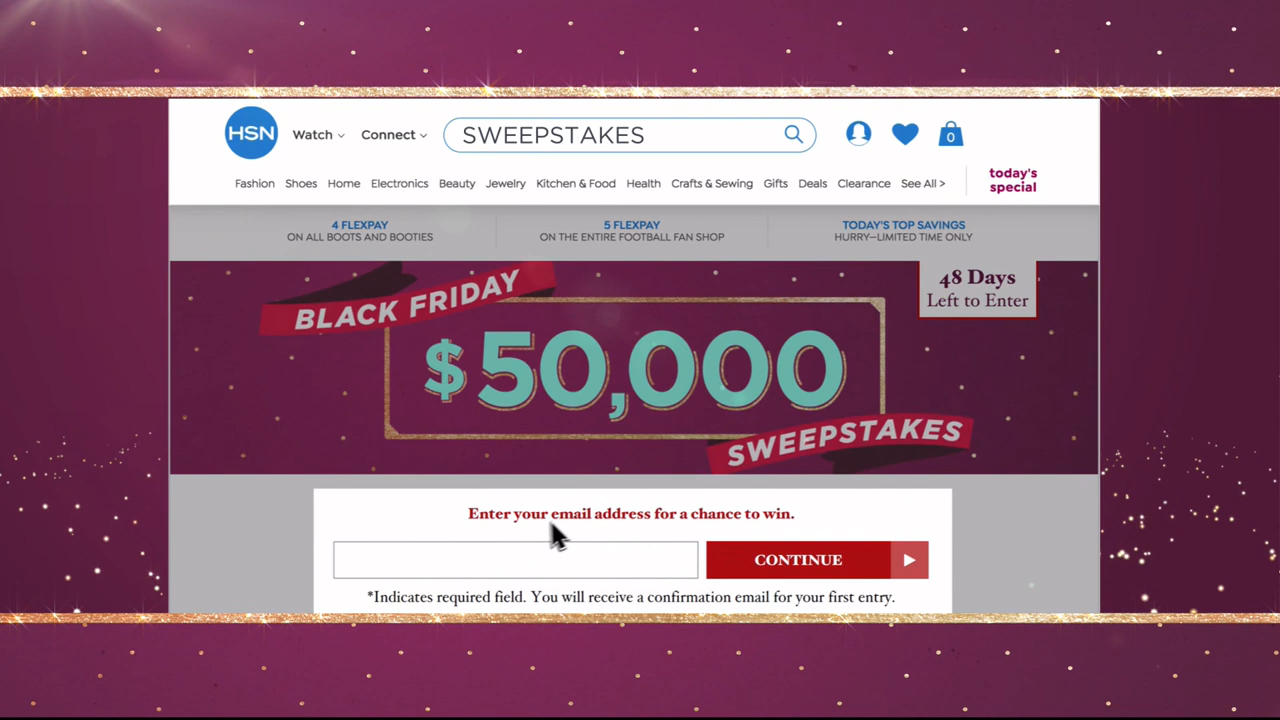 HSN Watch Connect SWEEPSTAKES 0
Fashion Shoes Home Electronics Beauty Jewelry Kitchen & Food Health Crafts & Sewing Gifts Deals Clearance See All > today's special
4 FLEXPAY
ON ALL BOOTS AND BOOTIES
5 FLEXPAY
ON THE ENTIRE FOOTBALL FAN SHOP
TODAY'S TOP SAVINGS
HURRY—LIMITED TIME ONLY
48 Days
Left to Enter
BLACK FRIDAY
$50,000
SWEEPSTAKES
Enter your email address for a chance to win.
CONTINUE
*Indicates required field. You will receive a confirmation email for your first entry.